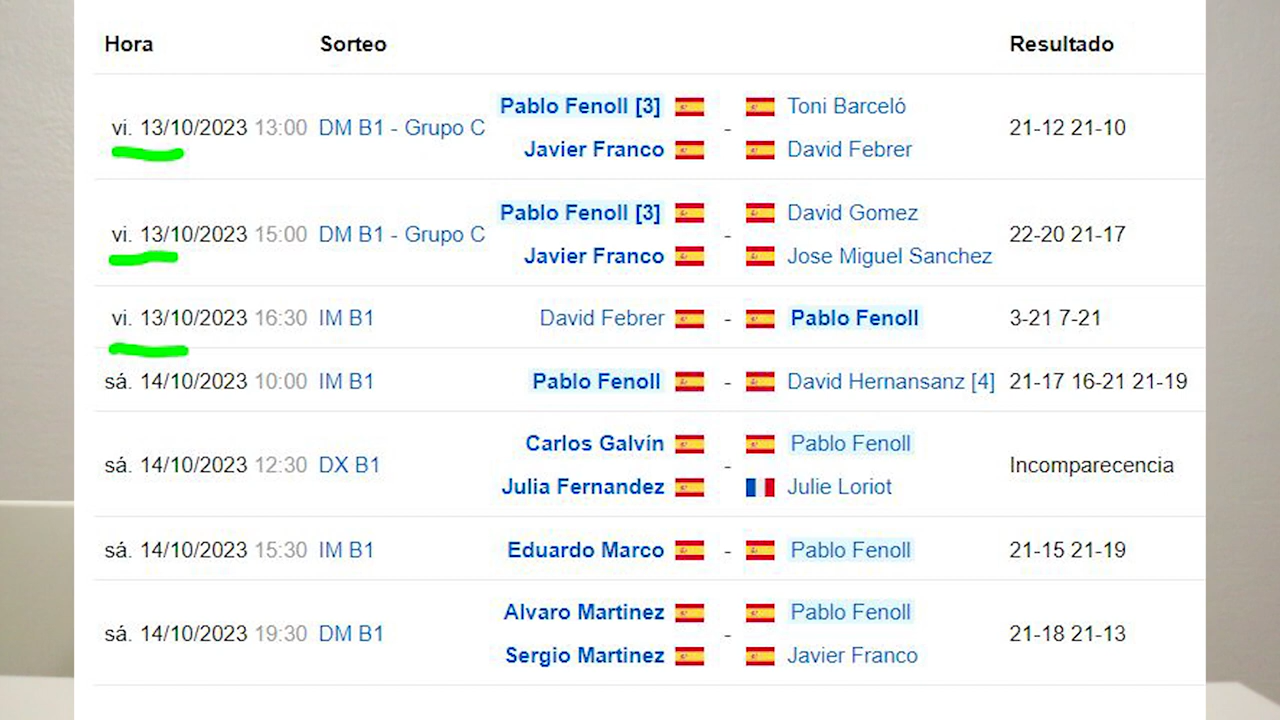 Hora Sorteo Resultado
Pablo Fenoll [3] Toni Barceló
vi. 13/10/2023 13:00 DM B1 - Grupo C - 21-12 21-10
Javier Franco David Febrer
Pablo Fenoll [3] David Gomez
vi. 13/10/2023 15:00 DM B1 - Grupo C - 22-20 21-17
Javier Franco Jose Miguel Sanchez
vi. 13/10/2023 16:30 IM B1 David Febrer - Pablo Fenoll 3-21 7-21
sá. 14/10/2023 10:00 IM B1 Pablo Fenoll - David Hernansanz [4] 21-17 16-21 21-19
Carlos Galvín Pablo Fenoll
sá. 14/10/2023 12:30 DX B1 - Incomparecencia
Julia Fernandez Julie Loriot
sá. 14/10/2023 15:30 IM B1 Eduardo Marco - Pablo Fenoll 21-15 21-19
Alvaro Martinez Pablo Fenoll
sá. 14/10/2023 19:30 DM B1 - 21-18 21-13
Sergio Martinez Javier Franco